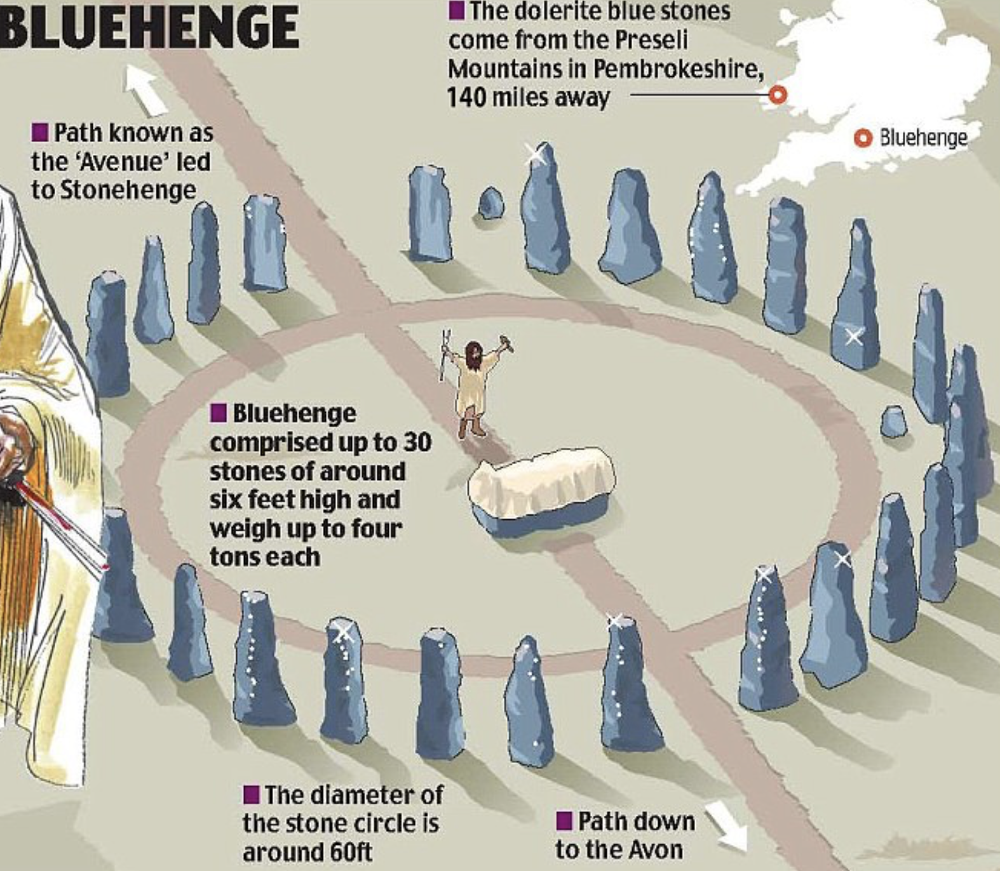 BLUEHENGE
The dolerite blue stones
come from the Preseli
Mountains in Pembrokeshire,
140 miles away
Bluehenge
Path known as
the ‘Avenue’ led
to Stonehenge
Bluehenge
comprised up to 30
stones of around
six feet high and
weigh up to four
tons each
The diameter of
the stone circle is
around 60ft
Path down
to the Avon